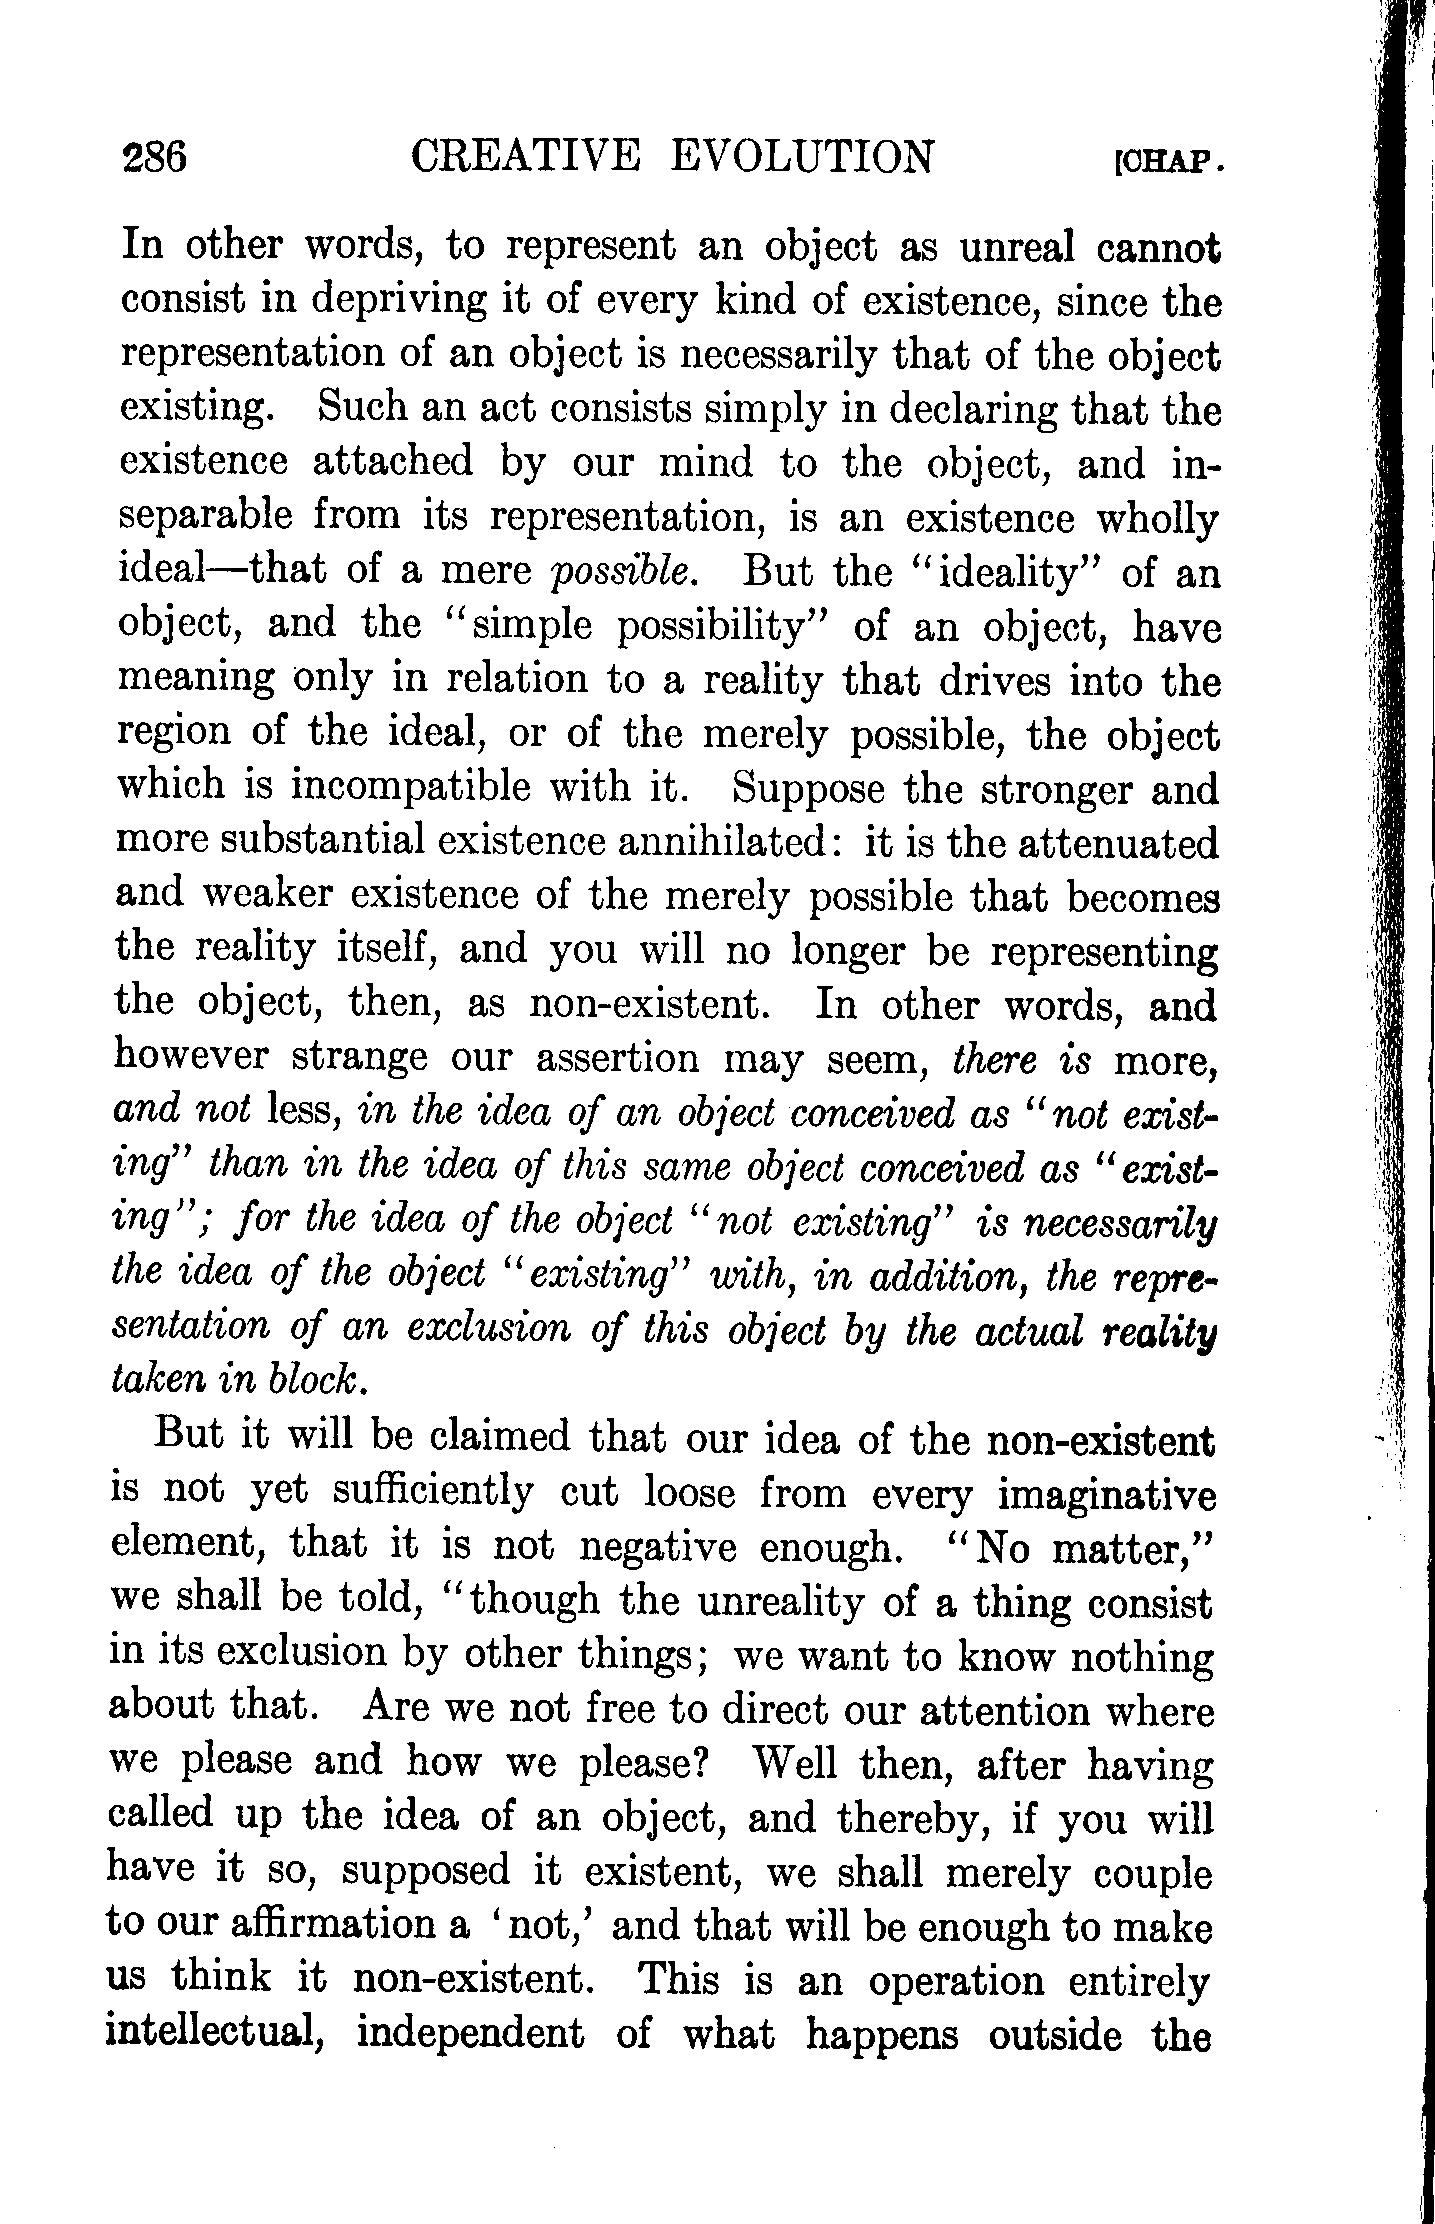 286 CREATIVE EVOLUTION [CHAP.
In other words, to represent an object as unreal cannot
consist in depriving it of every kind of existence, since the
representation of an object is necessarily that of the object
existing. Such an act consists simply in declaring that the
existence attached by our mind to the object, and in-
separable from its representation, is an existence wholly
ideal—that of a mere possible. But the "ideality" of an
object, and the "simple possibility" of an object, have
meaning only in relation to a reality that drives into the
region of the ideal, or of the merely possible, the object
which is incompatible with it. Suppose the stronger and
more substantial existence annihilated: it is the attenuated
and weaker existence of the merely possible that becomes
the reality itself, and you will no longer be representing
the object, then, as non-existent. In other words, and
however strange our assertion may seem, there is more,
and not less, in the idea of an object conceived as "not exist-
ing" than in the idea of this same object conceived as "exist-
ing"; for the idea of the object "not existing" is necessarily
the idea of the object "existing" with, in addition, the repre-
sentation of an exclusion of this object by the actual reality
taken in block.
But it will be claimed that our idea of the non-existent
is not yet sufficiently cut loose from every imaginative
element, that it is not negative enough. "No matter,"
we shall be told, "though the unreality of a thing consist
in its exclusion by other things; we want to know nothing
about that. Are we not free to direct our attention where
we please and how we please? Well then, after having
called up the idea of an object, and thereby, if you will
have it so, supposed it existent, we shall merely couple
to our affirmation a 'not,' and that will be enough to make
us think it non-existent. This is an operation entirely
intellectual, independent of what happens outside the